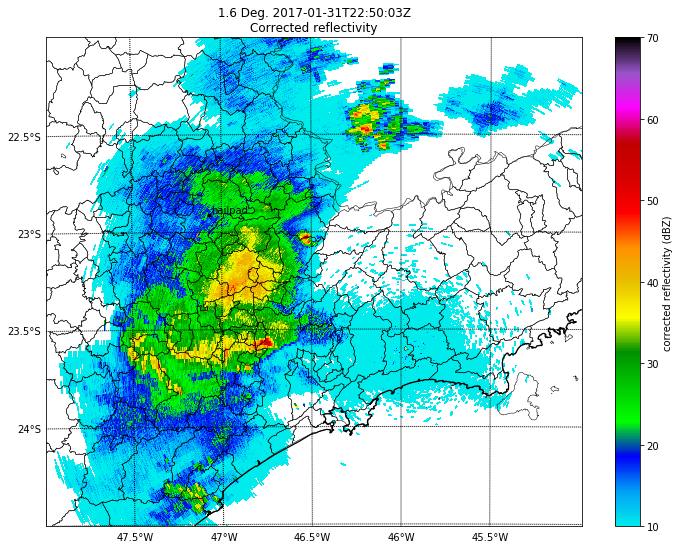 1.6 Deg. 2017-01-31T22:50:03Z
Corrected reflectivity
70
60
50
40
30
20
10
corrected reflectivity (dBZ)
22.5°S
23°S
23.5°S
24°S
hailpad
47.5°W
47°W
46.5°W
46°W
45.5°W